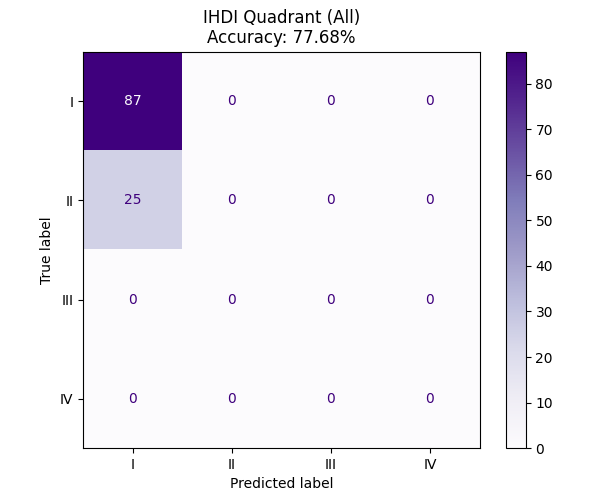 IHDI Quadrant (All)
Accuracy: 77.68%
True label
I 87 0 0 0
II 25 0 0 0
III 0 0 0 0
IV 0 0 0 0
I II III IV
Predicted label
80
70
60
50
40
30
20
10
0